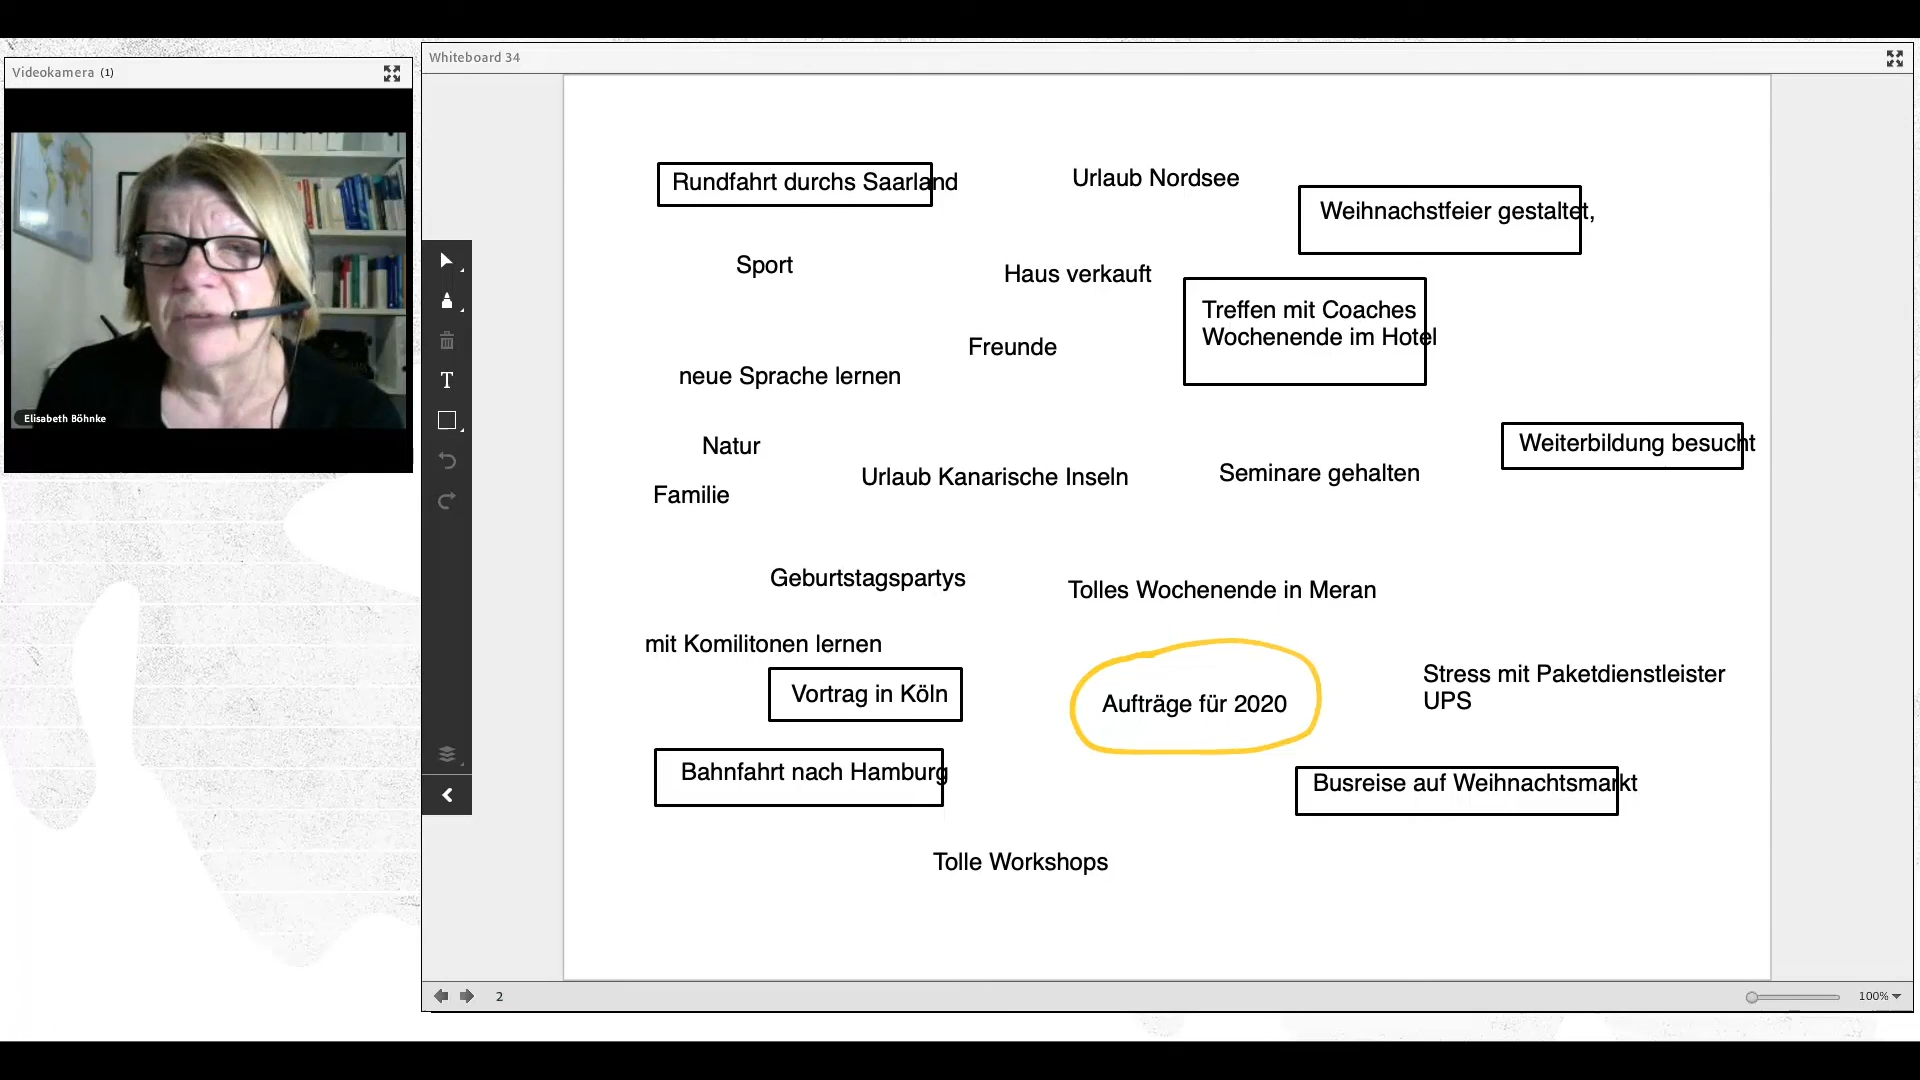 Videokamera (1)
Elisabeth Böhnke
Whiteboard 34
Rundfahrt durchs Saarland
Urlaub Nordsee
Weihnachstfeier gestaltet,
Sport
Haus verkauft
Treffen mit Coaches
Wochenende im Hotel
Freunde
neue Sprache lernen
Natur
Weiterbildung besucht
Urlaub Kanarische Inseln
Seminare gehalten
Familie
Geburtstagspartys
Tolles Wochenende in Meran
mit Komilitonen lernen
Vortrag in Köln
Aufträge für 2020
Stress mit Paketdienstleister
UPS
Bahnfahrt nach Hamburg
Busreise auf Weihnachtsmarkt
Tolle Workshops
2
100%